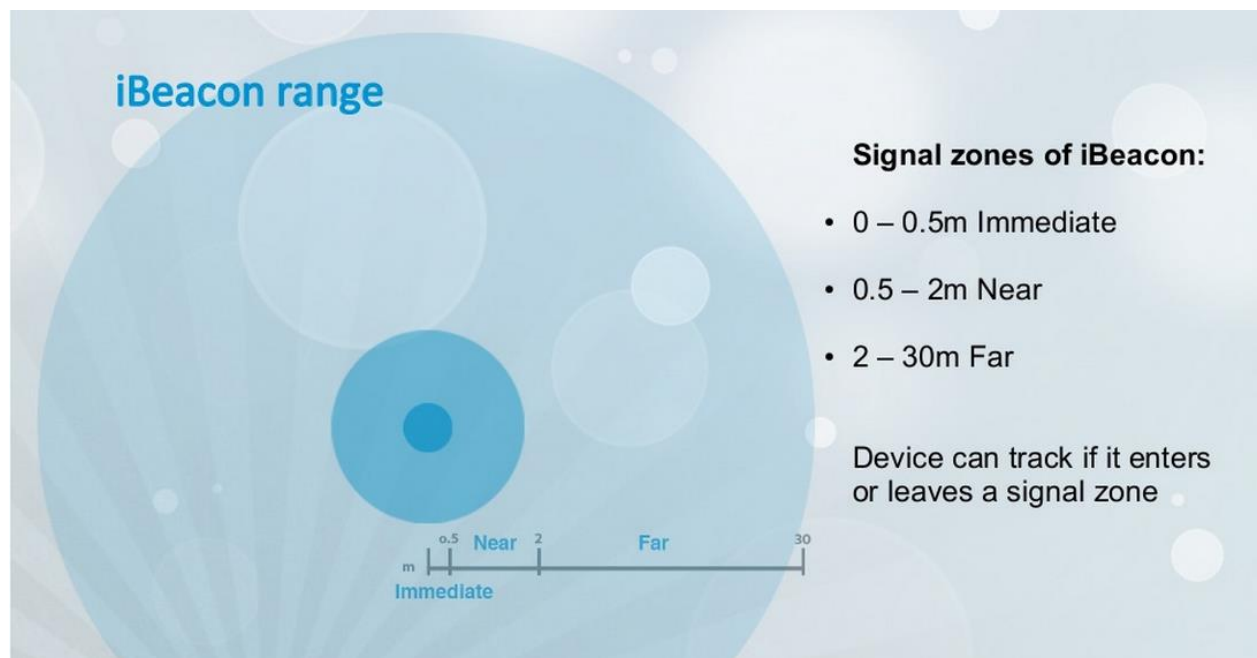 iBeacon range
Signal zones of iBeacon:
• 0 – 0.5m Immediate
• 0.5 – 2m Near
• 2 – 30m Far
Device can track if it enters
or leaves a signal zone
0.5 Near 2 Far 30
m
Immediate